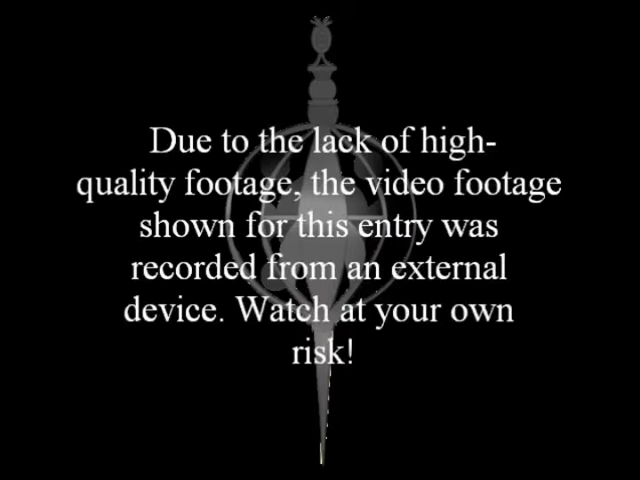 Due to the lack of high-
quality footage, the video footage
shown for this entry was
recorded from an external
device. Watch at your own
risk!